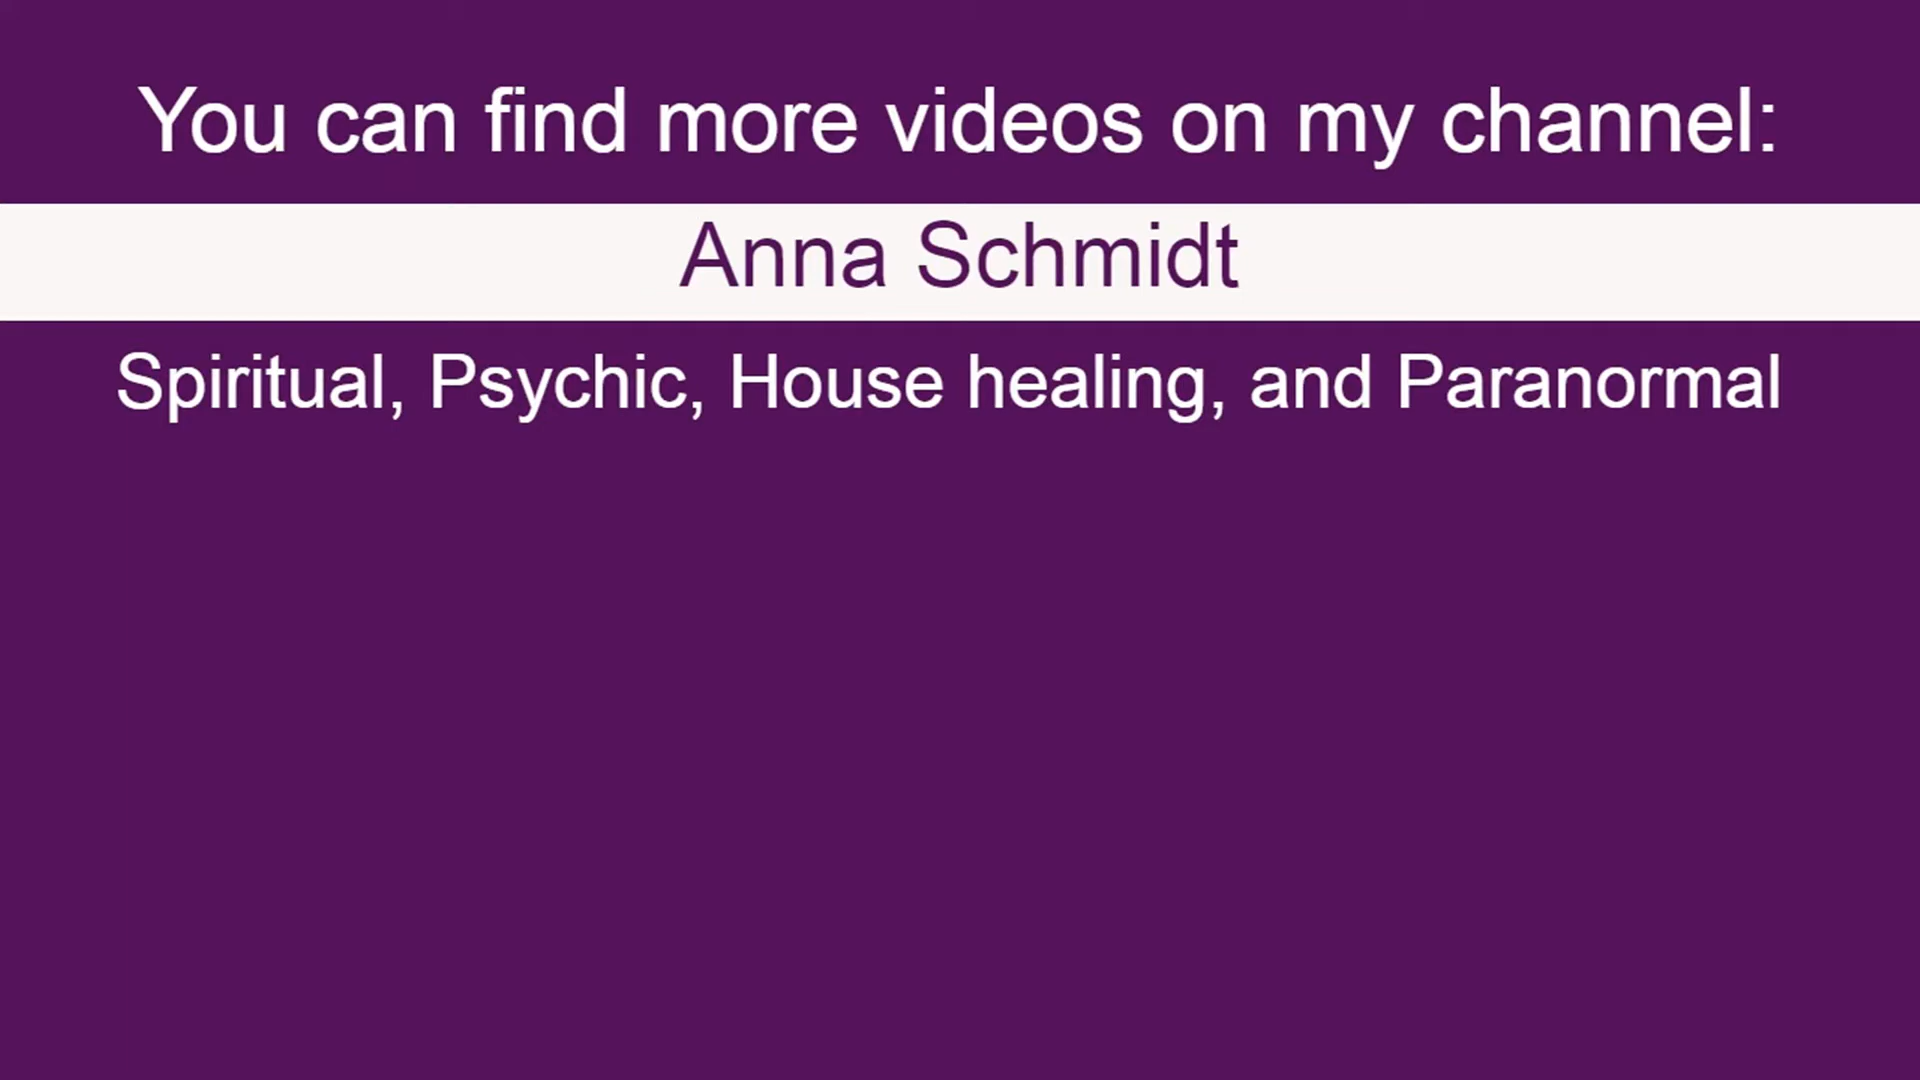 You can find more videos on my channel:
Anna Schmidt
Spiritual, Psychic, House healing, and Paranormal